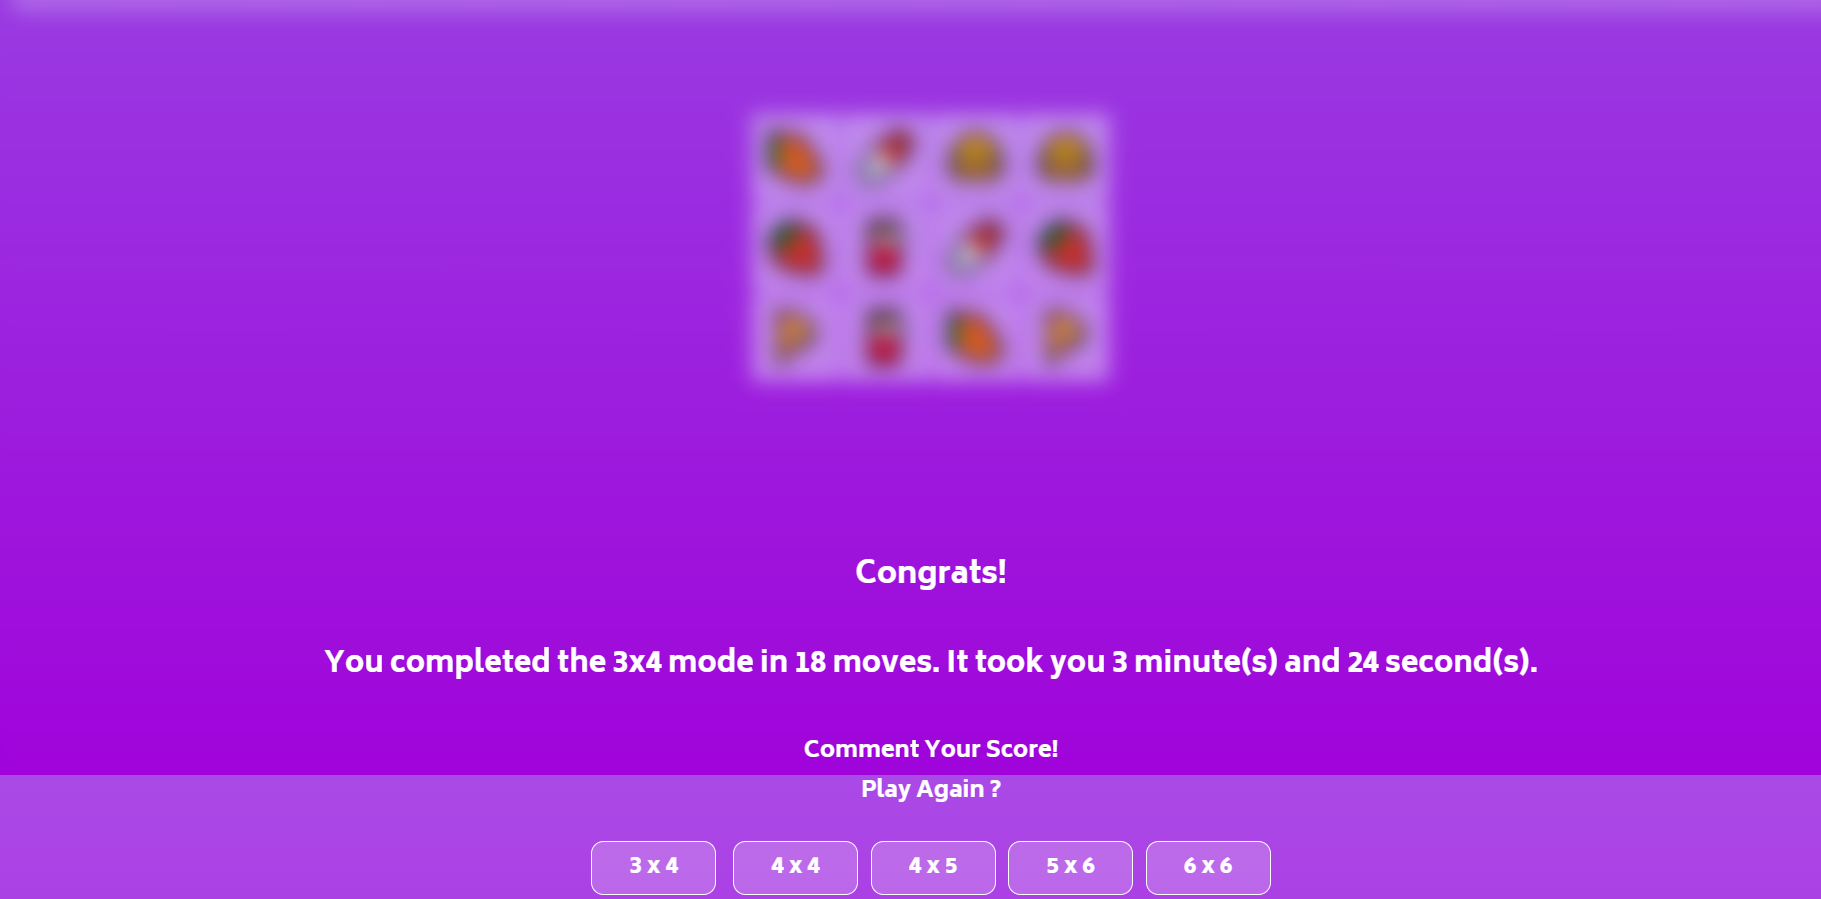 Congrats!
You completed the 3x4 mode in 18 moves. It took you 3 minute(s) and 24 second(s).
Comment Your Score!
Play Again ?
3 x 4
4 x 4
4 x 5
5 x 6
6 x 6